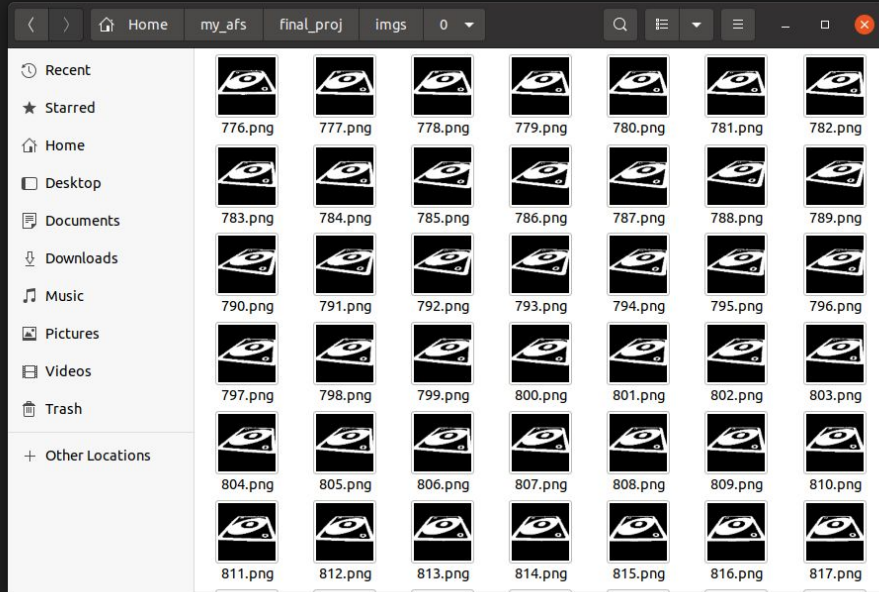 Home my_afs final_proj imgs 0
Recent
Starred
Home
Desktop
Documents
Downloads
Music
Pictures
Videos
Trash
+ Other Locations
776.png 777.png 778.png 779.png 780.png 781.png 782.png
783.png 784.png 785.png 786.png 787.png 788.png 789.png
790.png 791.png 792.png 793.png 794.png 795.png 796.png
797.png 798.png 799.png 800.png 801.png 802.png 803.png
804.png 805.png 806.png 807.png 808.png 809.png 810.png
811.png 812.png 813.png 814.png 815.png 816.png 817.png